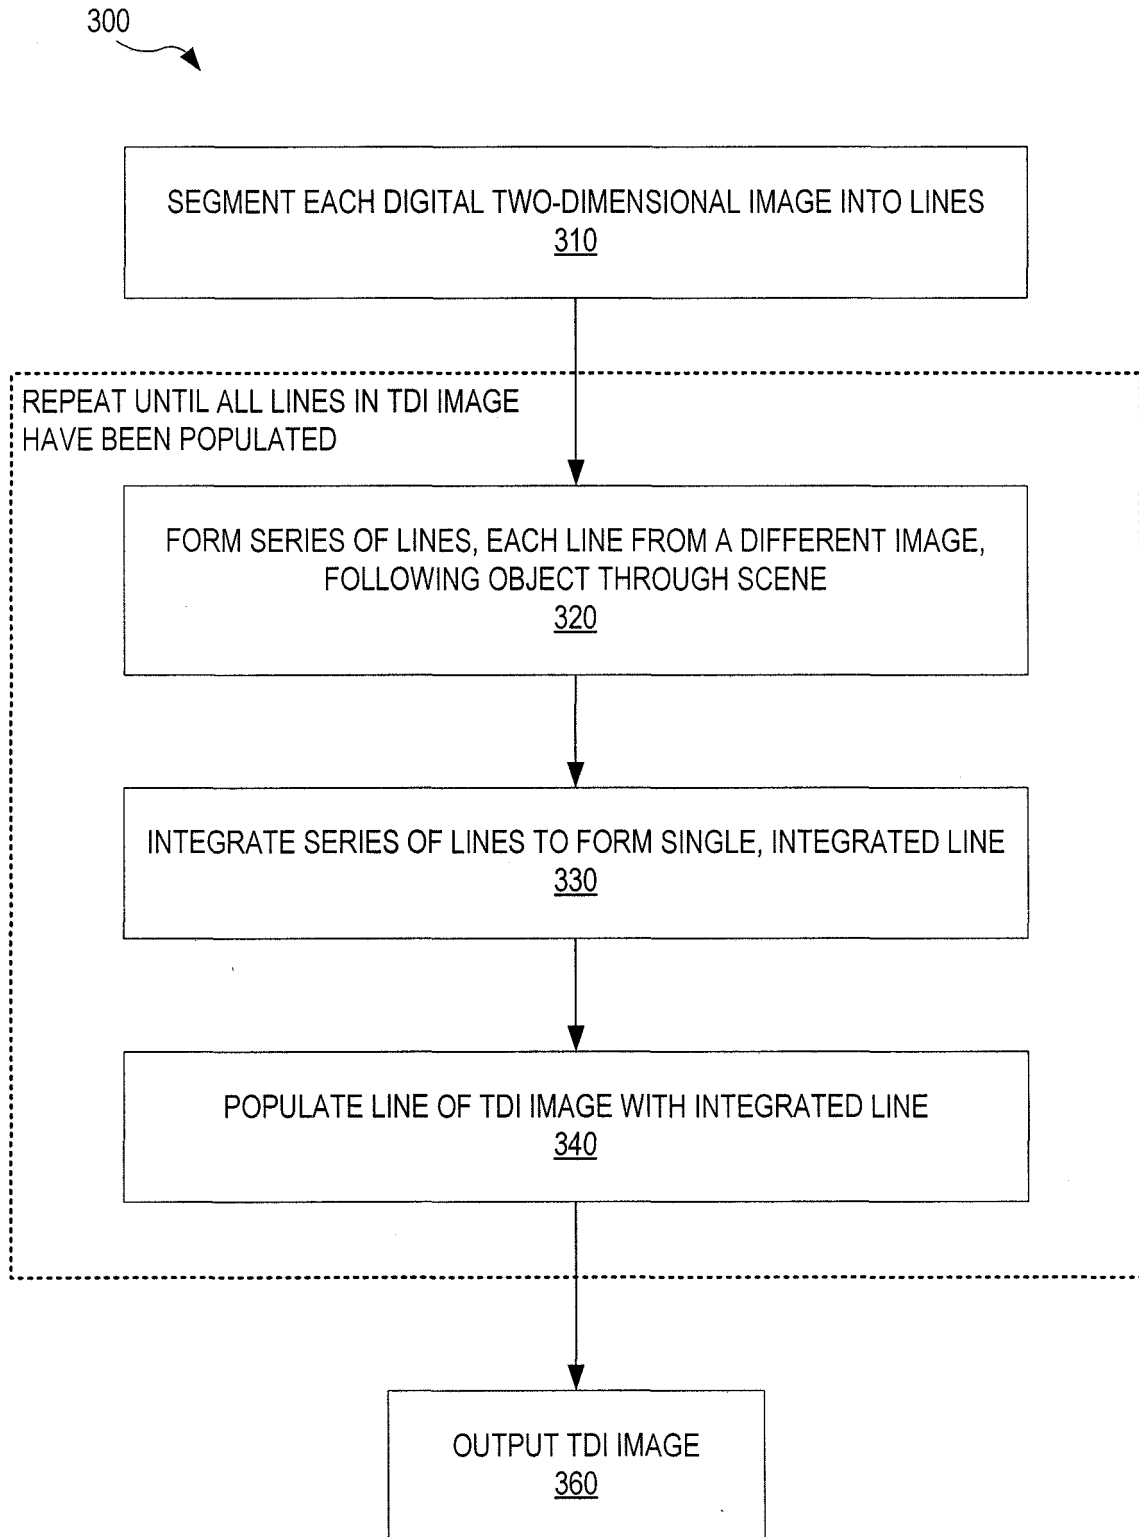 300
SEGMENT EACH DIGITAL TWO-DIMENSIONAL IMAGE INTO LINES
310
REPEAT UNTIL ALL LINES IN TDI IMAGE
HAVE BEEN POPULATED
FORM SERIES OF LINES, EACH LINE FROM A DIFFERENT IMAGE,
FOLLOWING OBJECT THROUGH SCENE
320
INTEGRATE SERIES OF LINES TO FORM SINGLE, INTEGRATED LINE
330
POPULATE LINE OF TDI IMAGE WITH INTEGRATED LINE
340
OUTPUT TDI IMAGE
360